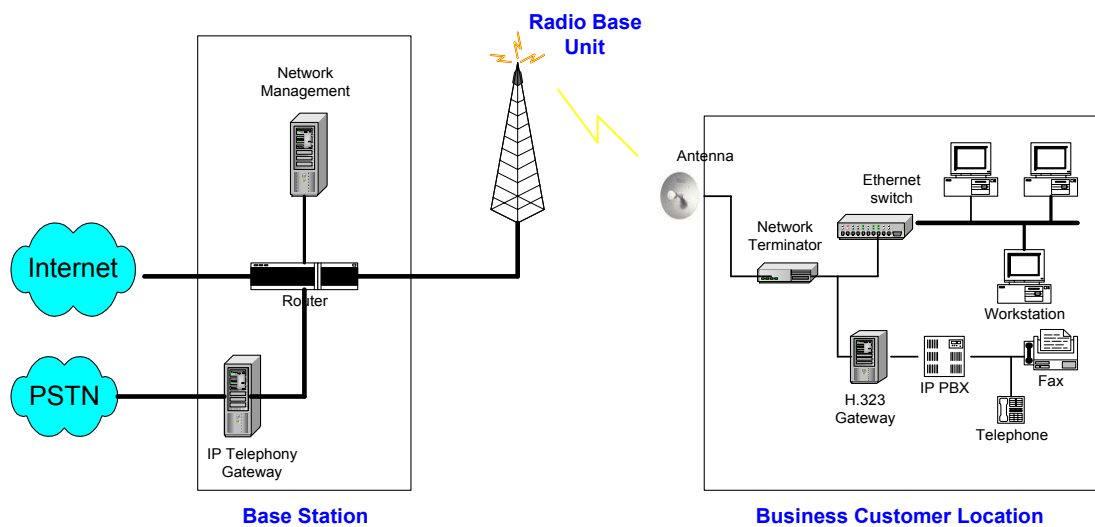 Radio Base
Unit
Network
Management
Antenna
Ethernet
switch
Network
Terminator
Internet
Router
Workstation
PSTN
IP PBX
Fax
H.323
Gateway
Telephone
IP Telephony
Gateway
Base Station
Business Customer Location